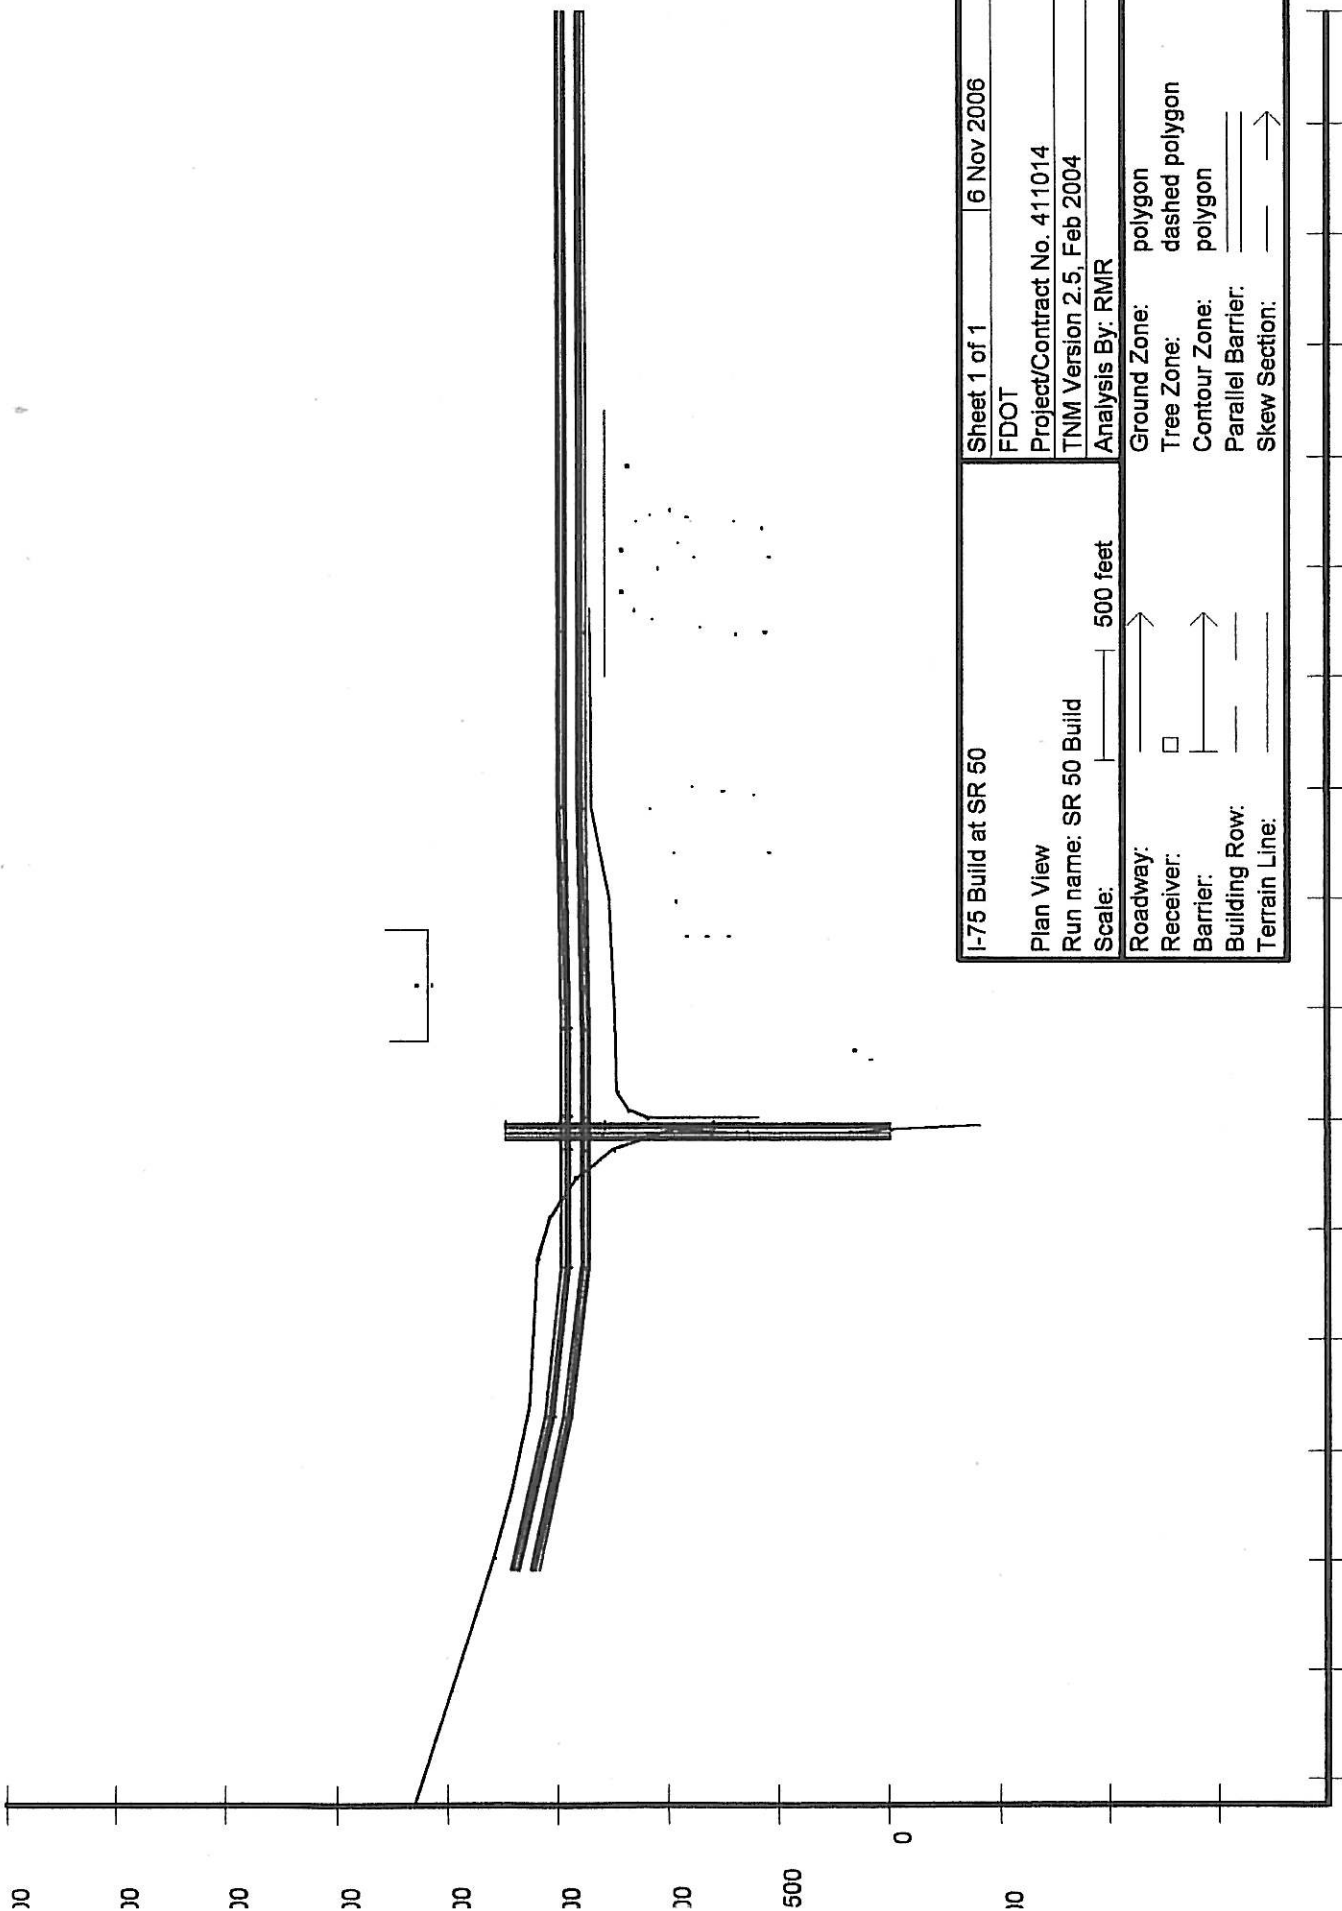 I-75 Build at SR 50
Plan View
Run name: SR 50 Build
Scale: 500 feet
Roadway:
Receiver:
Barrier:
Building Row:
Terrain Line:
Sheet 1 of 1 6 Nov 2006
FDOT
Project/Contract No. 411014
TNM Version 2.5, Feb 2004
Analysis By: RMR
Ground Zone: polygon
Tree Zone: dashed polygon
Contour Zone: polygon
Parallel Barrier:
Skew Section:
500
0